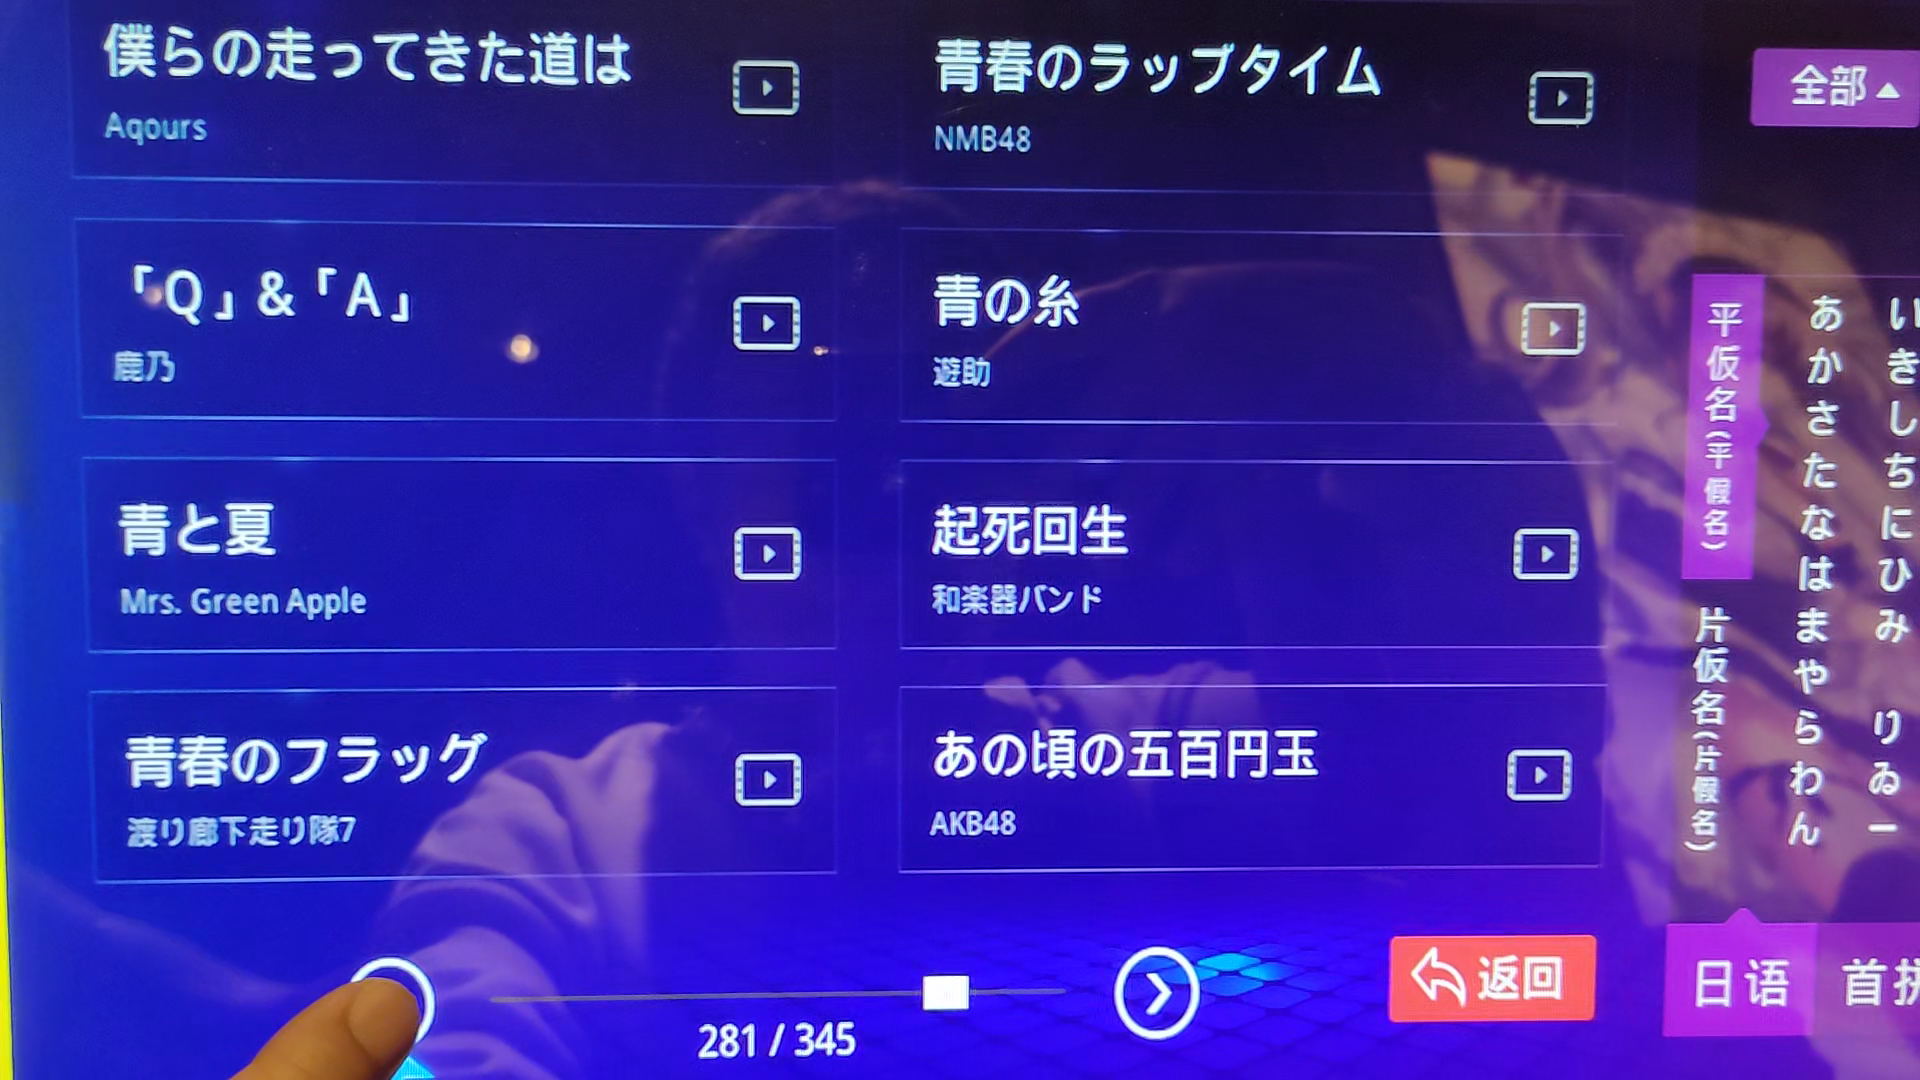 僕らの走ってきた道は
Aqours
青春のラップタイム
NMB48
「Q」&「A」
鹿乃
青の糸
遊助
青と夏
Mrs. Green Apple
起死回生
和楽器バンド
青春のフラッグ
渡り廊下走り隊7
あの頃の五百円玉
AKB48
281 / 345
返回
全部
平仮名(平假名)
片仮名(片假名)
あかさたなはまやらわん
いきしちにひみ りゐー
日语
首拼